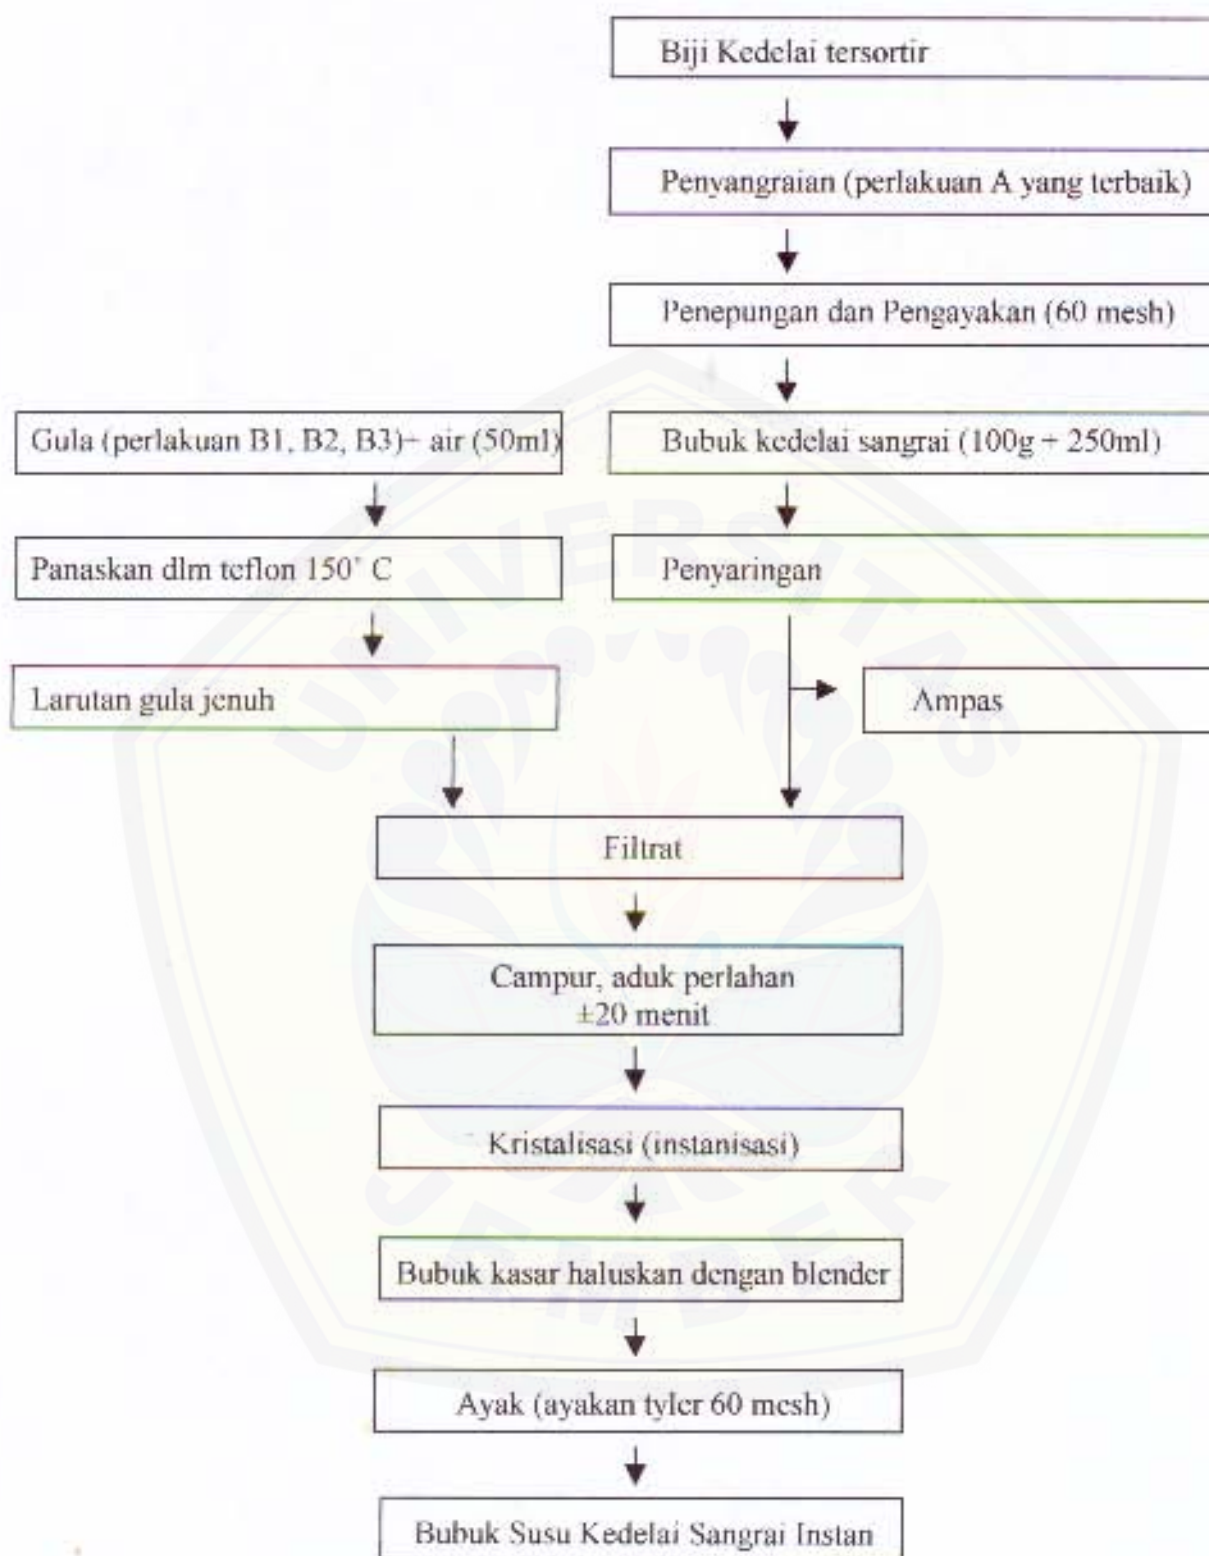 Biji Kedelai tersortir
Penyangraian (perlakuan A yang terbaik)
Penepungan dan Pengayakan (60 mesh)
Gula (perlakuan B1, B2, B3)+ air (50ml)
Bubuk kedelai sangrai (100g + 250ml)
Panaskan dlm teflon 150° C
Penyaringan
Larutan gula jenuh
Ampas
Filtrat
Campur, aduk perlahan
±20 menit
Kristalisasi (instanisasi)
Bubuk kasar haluskan dengan blender
Ayak (ayakan tyler 60 mesh)
Bubuk Susu Kedelai Sangrai Instan
UNIVERSITAS
JEMBER